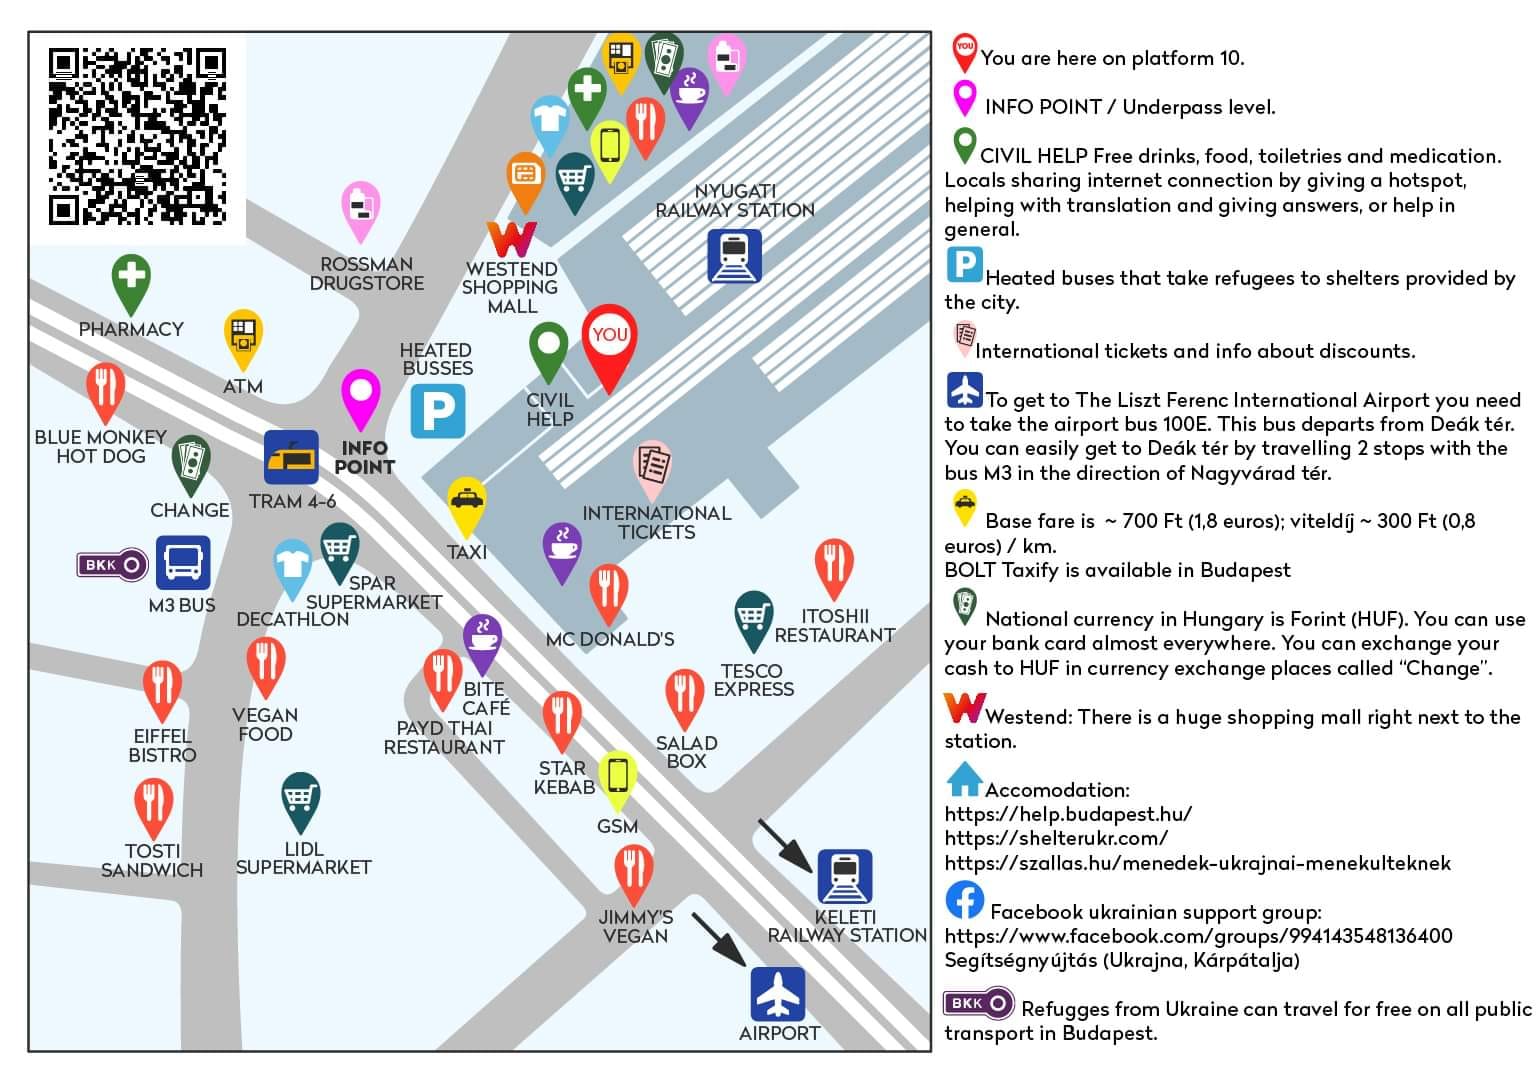 NYUGATI
RAILWAY STATION
ROSSMAN
DRUGSTORE
WESTEND
SHOPPING
MALL
PHARMACY
YOU
ATM
HEATED
BUSSES
P
CIVIL
HELP
BLUE MONKEY
HOT DOG
INFO
POINT
CHANGE
TRAM 4-6
INTERNATIONAL
TICKETS
TAXI
BKK
M3 BUS
SPAR
SUPERMARKET
DECATHLON
MC DONALD'S
ITOSHII
RESTAURANT
TESCO
EXPRESS
BITE
CAFÉ
PAYD THAI
RESTAURANT
VEGAN
FOOD
EIFFEL
BISTRO
SALAD
BOX
STAR
KEBAB
GSM
TOSTI
SANDWICH
LIDL
SUPERMARKET
JIMMY'S
VEGAN
KELETI
RAILWAY STATION
AIRPORT
YOU You are here on platform 10.
INFO POINT / Underpass level.
CIVIL HELP Free drinks, food, toiletries and medication.
Locals sharing internet connection by giving a hotspot,
helping with translation and giving answers, or help in
general.
P Heated buses that take refugees to shelters provided by
the city.
International tickets and info about discounts.
To get to The Liszt Ferenc International Airport you need
to take the airport bus 100E. This bus departs from Deák tér.
You can easily get to Deák tér by travelling 2 stops with the
bus M3 in the direction of Nagyvárad tér.
Base fare is ~ 700 Ft (1,8 euros); viteldíj ~ 300 Ft (0,8
euros) / km.
BOLT Taxify is available in Budapest
National currency in Hungary is Forint (HUF). You can use
your bank card almost everywhere. You can exchange your
cash to HUF in currency exchange places called “Change”.
Westend: There is a huge shopping mall right next to the
station.
Accomodation:
https://help.budapest.hu/
https://shelterukr.com/
https://szallas.hu/menedek-ukrajnai-menekulteknek
Facebook ukrainian support group:
https://www.facebook.com/groups/994143548136400
Segítségnyújtás (Ukrajna, Kárpátalja)
BKK Refugges from Ukraine can travel for free on all public
transport in Budapest.